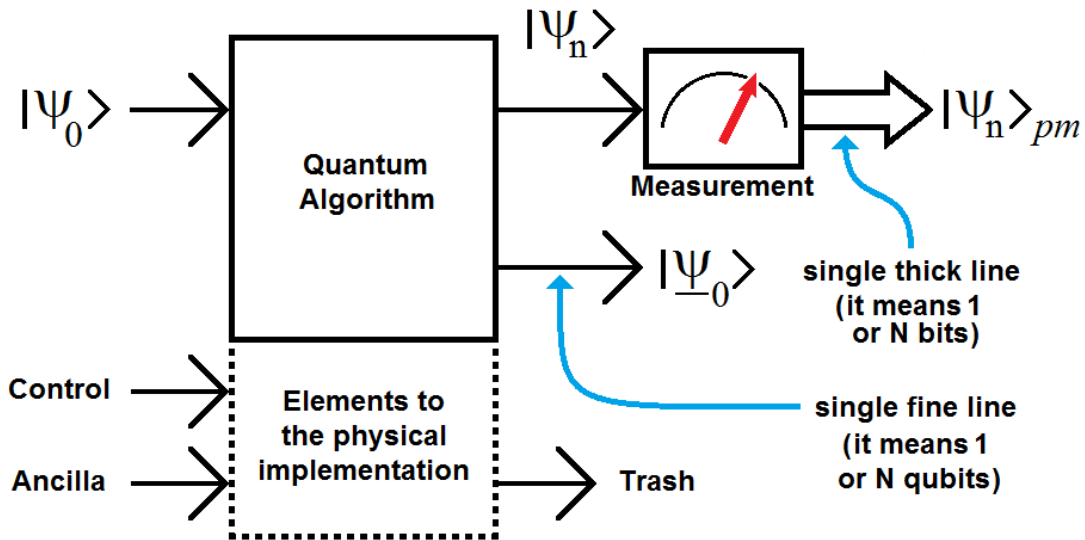 |Ψn⟩
|Ψ0⟩
|Ψn⟩pm
Quantum
Algorithm
Measurement
|Ψ̲0⟩
single thick line
(it means 1
or N bits)
Control
Elements to
the physical
implementation
single fine line
(it means 1
or N qubits)
Ancilla
Trash